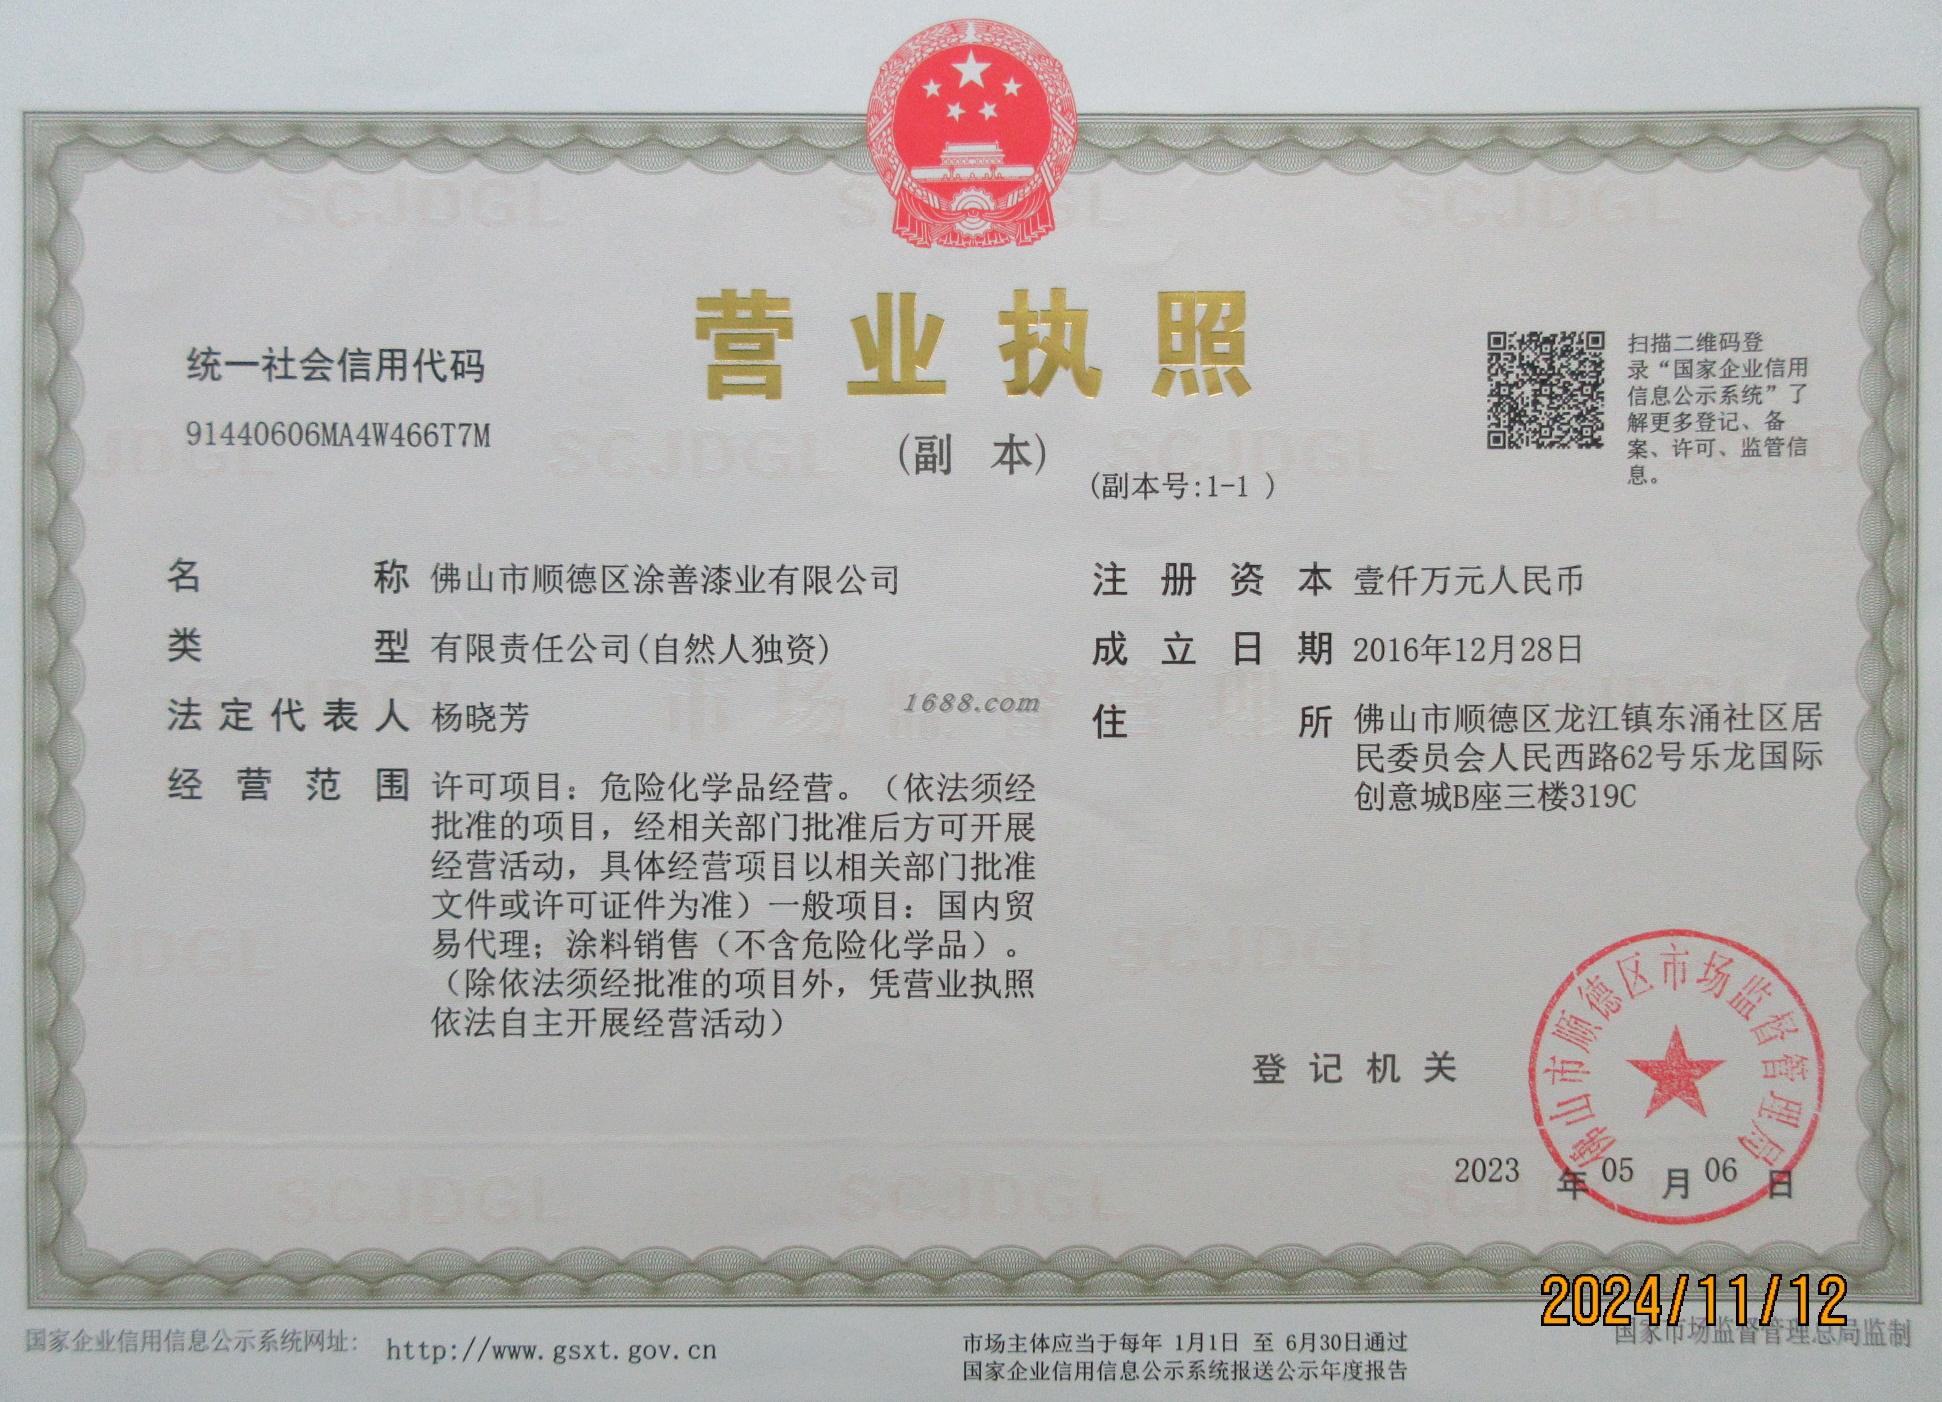 营业执照
统一社会信用代码
91440606MA4W466T7M
(副 本)
(副本号:1-1 )
扫描二维码登
录“国家企业信用
信息公示系统”了
解更多登记、备
案、许可、监管信
息。
名 称 佛山市顺德区涂善漆业有限公司
类 型 有限责任公司(自然人独资)
法定代表人 杨晓芳
经营范围 许可项目：危险化学品经营。（依法须经
批准的项目，经相关部门批准后方可开展
经营活动，具体经营项目以相关部门批准
文件或许可证件为准）一般项目：国内贸
易代理；涂料销售（不含危险化学品）。
（除依法须经批准的项目外，凭营业执照
依法自主开展经营活动）
注册资本 壹仟万元人民币
成立日期 2016年12月28日
住 所 佛山市顺德区龙江镇东涌社区居
民委员会人民西路62号乐龙国际
创意城B座三楼319C
1688.com
市场监督管理
SCJDGL
登记机关
佛山市顺德区市场监督管理局
2023 年 05 月 06 日
2024/11/12
国家企业信用信息公示系统网址： http://www.gsxt.gov.cn
市场主体应当于每年 1月1日 至 6月30日通过
国家企业信用信息公示系统报送公示年度报告
国家市场监督管理总局监制